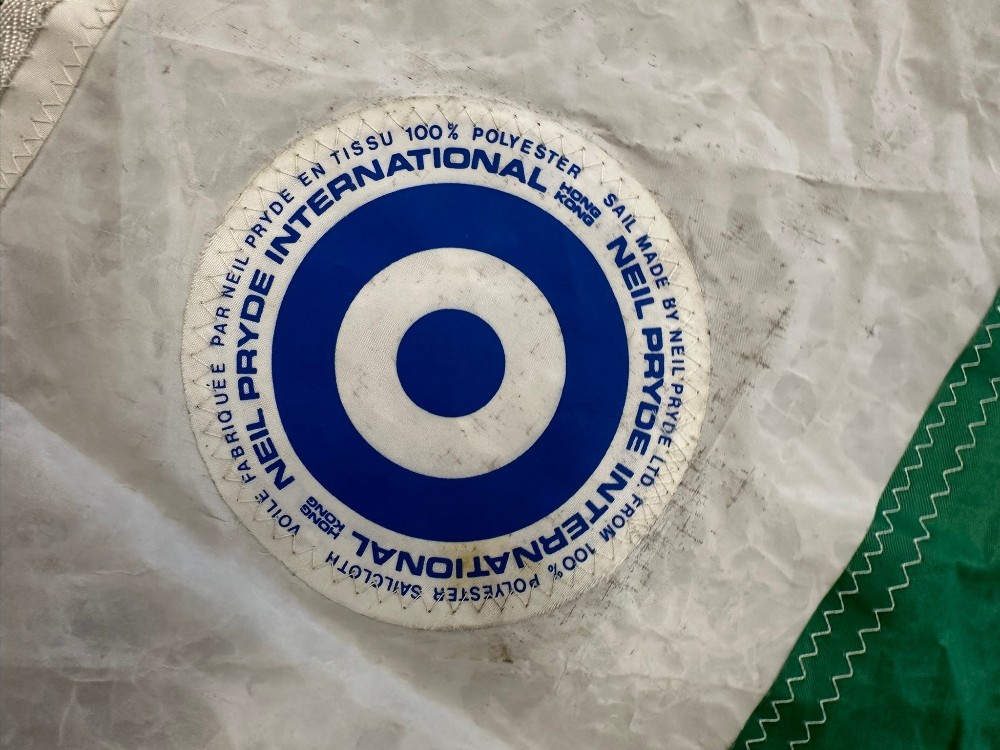 VOILE FABRIQUÉE PAR NEIL PRYDE EN TISSU 100% POLYESTER
SAIL MADE BY NEIL PRYDE LTD. FROM 100% POLYESTER SAILCLOTH
NEIL PRYDE INTERNATIONAL
HONG
KONG
NEIL PRYDE INTERNATIONAL
HONG
KONG